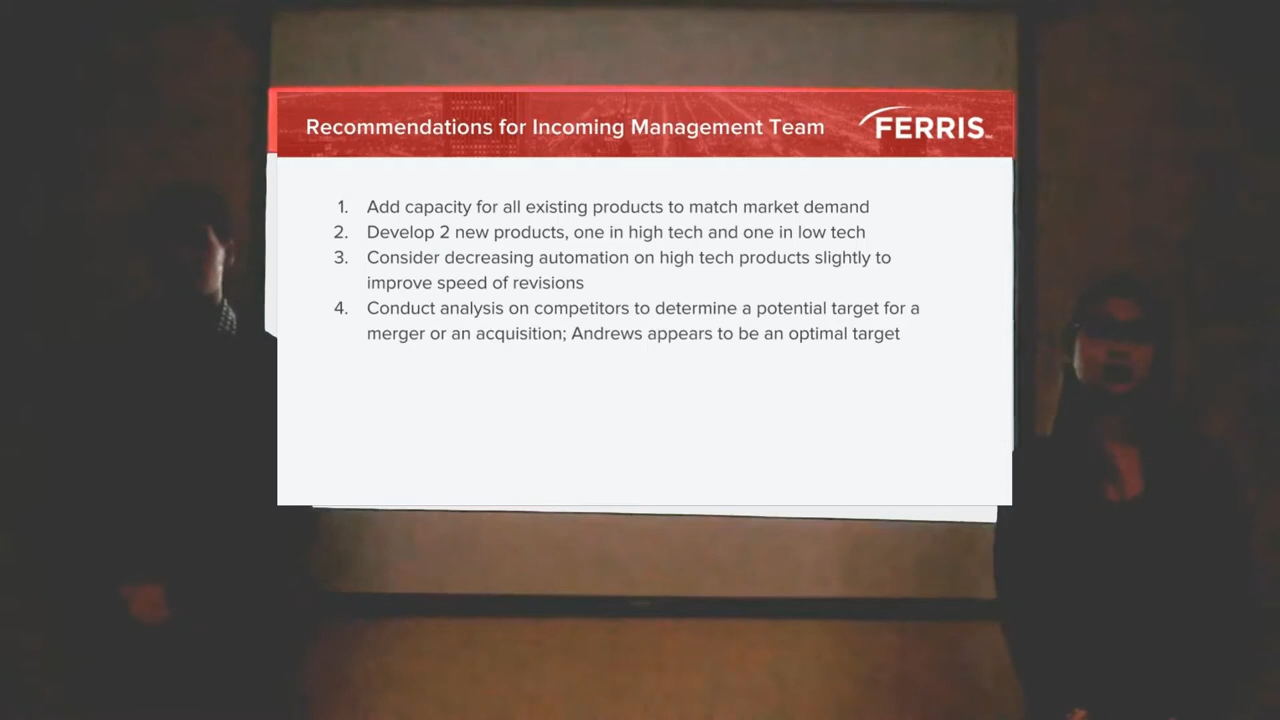 Recommendations for Incoming Management Team
FERRIS
1. Add capacity for all existing products to match market demand
2. Develop 2 new products, one in high tech and one in low tech
3. Consider decreasing automation on high tech products slightly to
improve speed of revisions
4. Conduct analysis on competitors to determine a potential target for a
merger or an acquisition; Andrews appears to be an optimal target